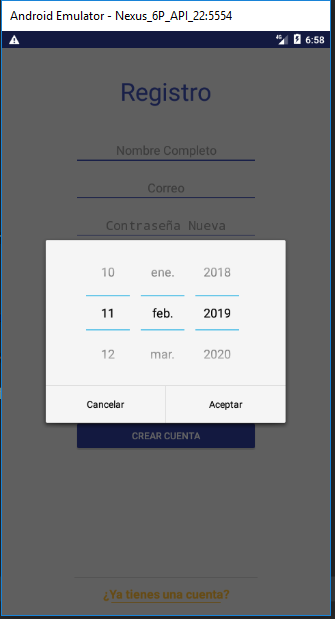 Android Emulator - Nexus_6P_API_22:5554
4G 6:58
Registro
Nombre Completo
Correo
Contraseña Nueva
10 ene. 2018
11 feb. 2019
12 mar. 2020
Cancelar Aceptar
CREAR CUENTA
¿Ya tienes una cuenta?